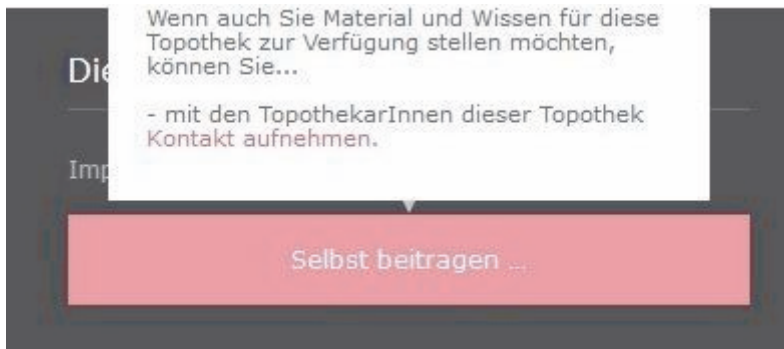 Wenn auch Sie Material und Wissen für diese
Topothek zur Verfügung stellen möchten,
können Sie...
- mit den TopothekarInnen dieser Topothek
Kontakt aufnehmen.
Selbst beitragen ...